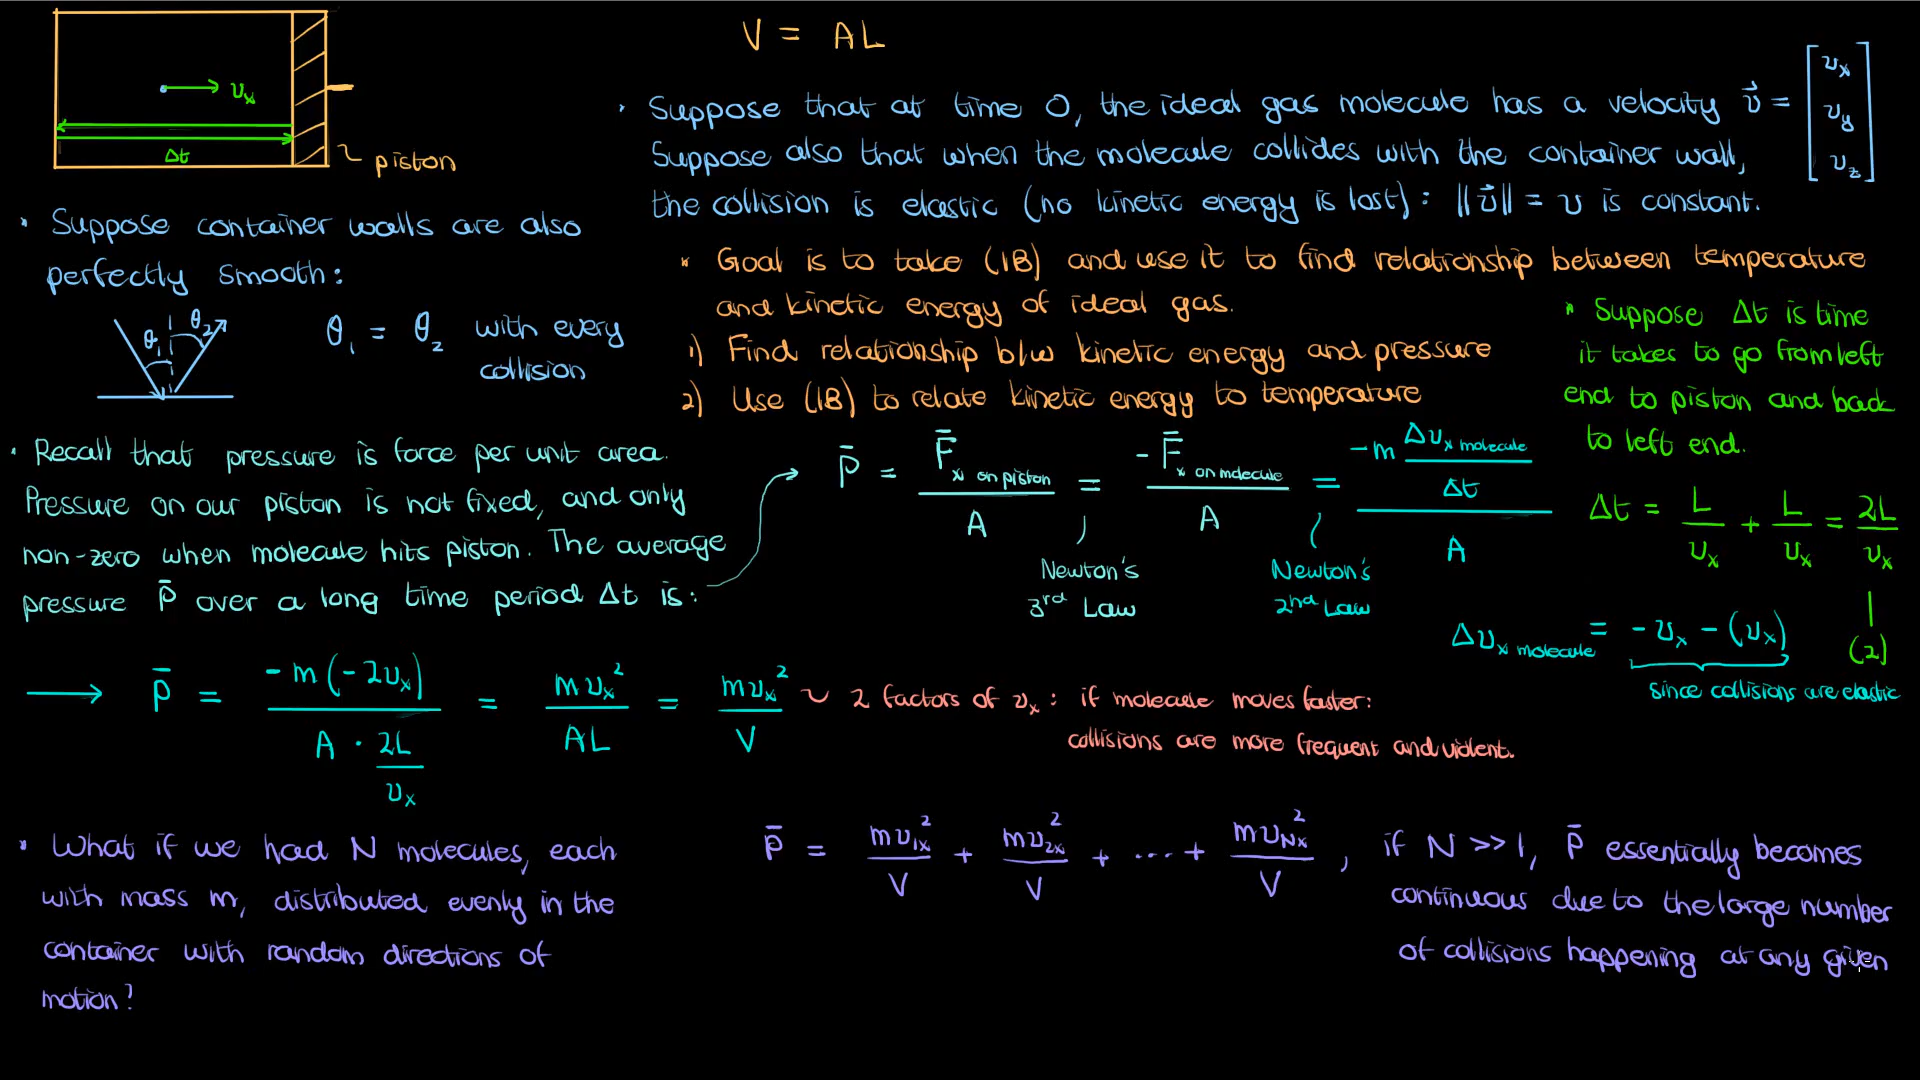 V = AL
v_x
Δt
piston
• Suppose that at time 0, the ideal gas molecule has a velocity v⃗ = [v_x v_y v_z]
Suppose also that when the molecule collides with the container wall,
the collision is elastic (no kinetic energy is lost): ||v⃗|| = v is constant.
• Suppose container walls are also
perfectly smooth:
θ₁ θ₂
θ₁ = θ₂ with every
collision
* Goal is to take (1B) and use it to find relationship between temperature
and kinetic energy of ideal gas.
1) Find relationship b/w kinetic energy and pressure
2) Use (1B) to relate kinetic energy to temperature
* Suppose Δt is time
it takes to go from left
end to piston and back
to left end.
Δt = L/v_x + L/v_x = 2L/v_x
(2)
• Recall that pressure is force per unit area.
Pressure on our piston is not fixed, and only
non-zero when molecule hits piston. The average
pressure P̄ over a long time period Δt is:
P̄ = F̄_x on piston / A = -F̄_x on molecule / A = -m (Δv_x molecule / Δt) / A
Newton's
3rd Law
Newton's
2nd Law
Δv_x molecule = -v_x - (v_x)
since collisions are elastic
→ P̄ = -m(-2v_x) / (A · 2L/v_x) = mv_x² / AL = mv_x² / V ~ 2 factors of v_x: if molecule moves faster:
collisions are more frequent and violent.
• What if we had N molecules, each
with mass m, distributed evenly in the
container with random directions of
motion?
P̄ = mv_1x²/V + mv_2x²/V + ... + mv_Nx²/V , if N >> 1, P̄ essentially becomes
continuous due to the large number
of collisions happening at any given